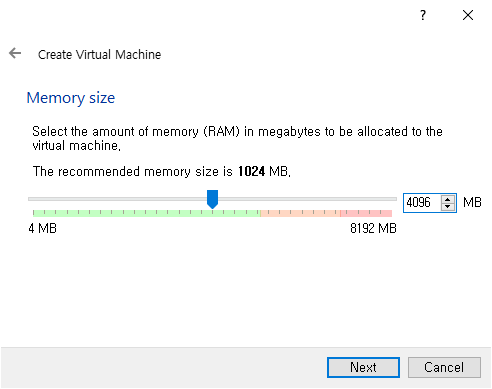 ?
Create Virtual Machine
Memory size
Select the amount of memory (RAM) in megabytes to be allocated to the
virtual machine.
The recommended memory size is 1024 MB.
4096 MB
4 MB 8192 MB
Next Cancel